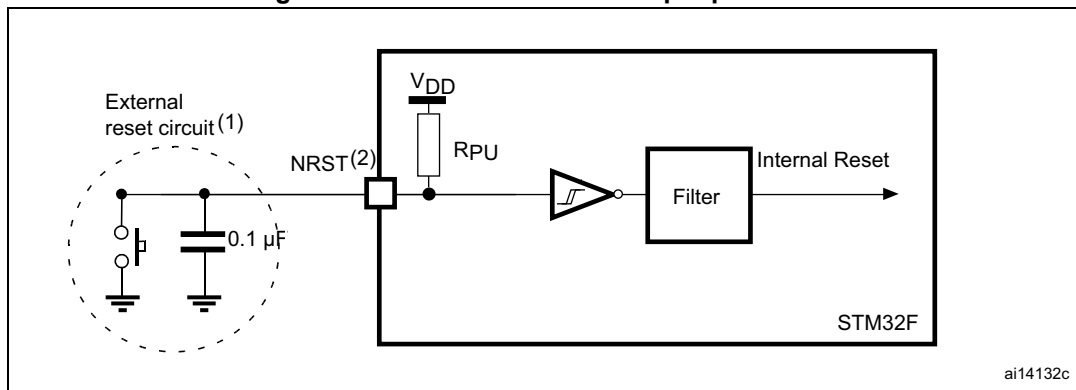 External
reset circuit(1)
NRST(2)
VDD
RPU
0.1 μF
Filter
Internal Reset
STM32F
ai14132c